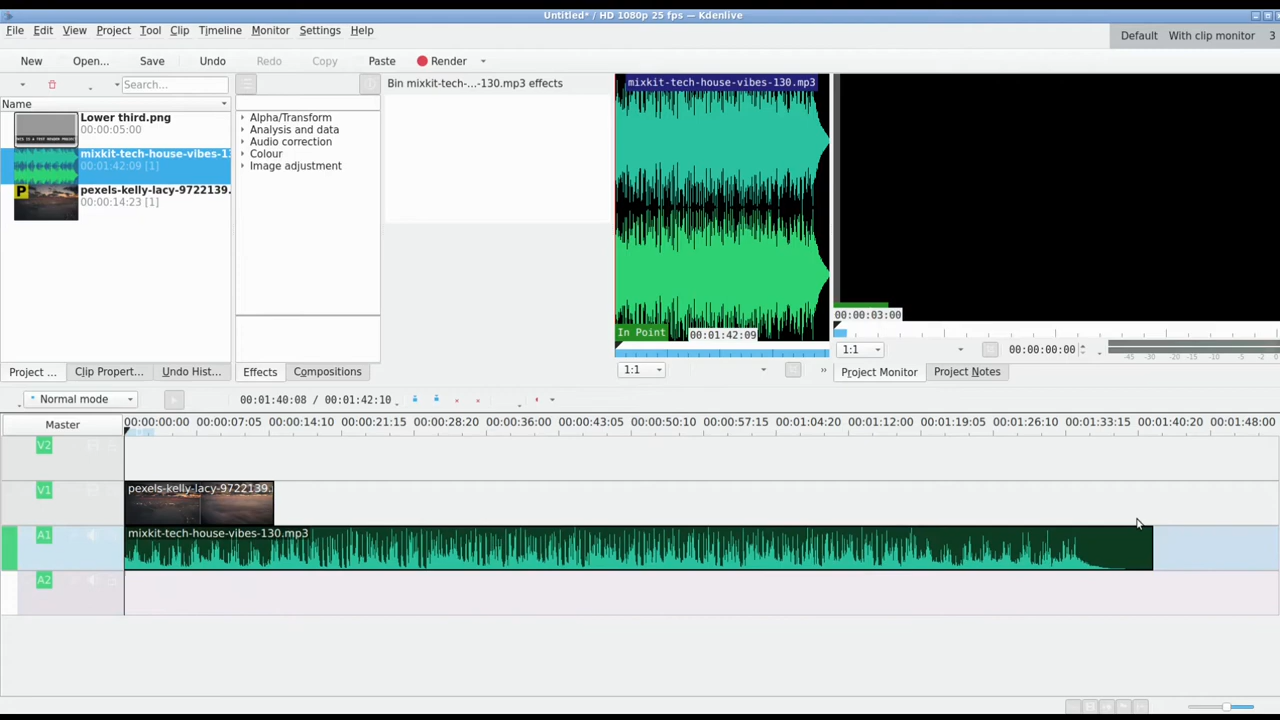 Untitled* / HD 1080p 25 fps — Kdenlive
File Edit View Project Tool Clip Timeline Monitor Settings Help
Default With clip monitor 3
New Open... Save Undo Redo Copy Paste Render
Search...
Name
Lower third.png
00:00:05:00
mixkit-tech-house-vibes-13
00:01:42:09 [1]
P
pexels-kelly-lacy-9722139.
00:00:14:23 [1]
Project ... Clip Propert... Undo Hist...
Alpha/Transform
Analysis and data
Audio correction
Colour
Image adjustment
Effects Compositions
Bin mixkit-tech-...-130.mp3 effects
mixkit-tech-house-vibes-130.mp3
In Point 00:01:42:09
1:1 »
00:00:03:00
1:1 00:00:00:00 -45 -30 -20 -15 -10 -5 -2 0
Project Monitor Project Notes
Normal mode 00:01:40:08 / 00:01:42:10
Master 00:00:00:00 00:00:07:05 00:00:14:10 00:00:21:15 00:00:28:20 00:00:36:00 00:00:43:05 00:00:50:10 00:00:57:15 00:01:04:20 00:01:12:00 00:01:19:05 00:01:26:10 00:01:33:15 00:01:40:20 00:01:48:00
V2
V1 pexels-kelly-lacy-9722139.
A1 mixkit-tech-house-vibes-130.mp3
A2